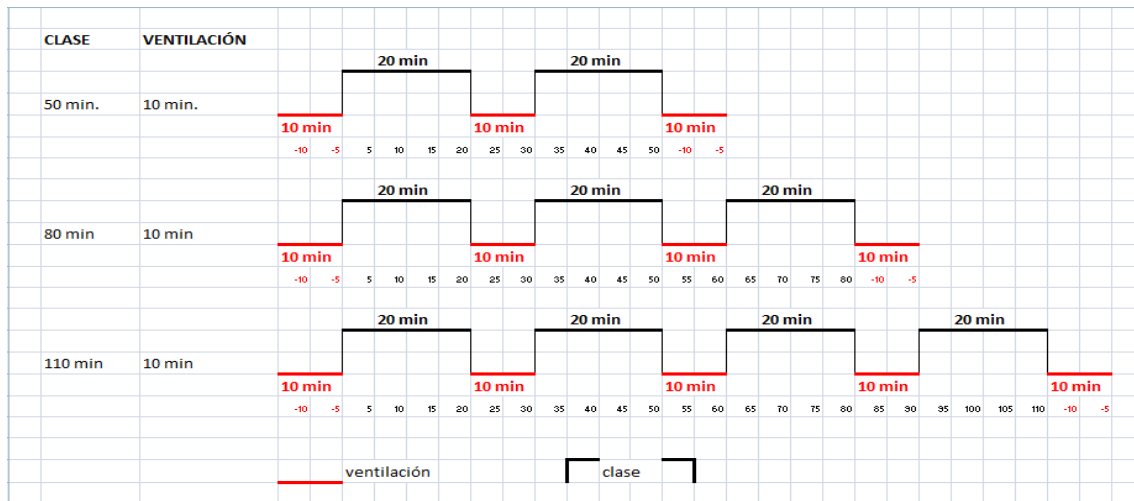 CLASE VENTILACIÓN
20 min 20 min
50 min. 10 min.
10 min 10 min 10 min
-10 -5 5 10 15 20 25 30 35 40 45 50 -10 -5
20 min 20 min 20 min
80 min 10 min
10 min 10 min 10 min 10 min
-10 -5 5 10 15 20 25 30 35 40 45 50 55 60 65 70 75 80 -10 -5
20 min 20 min 20 min 20 min
110 min 10 min
10 min 10 min 10 min 10 min 10 min
-10 -5 5 10 15 20 25 30 35 40 45 50 55 60 65 70 75 80 85 90 95 100 105 110 -10 -5
ventilación clase